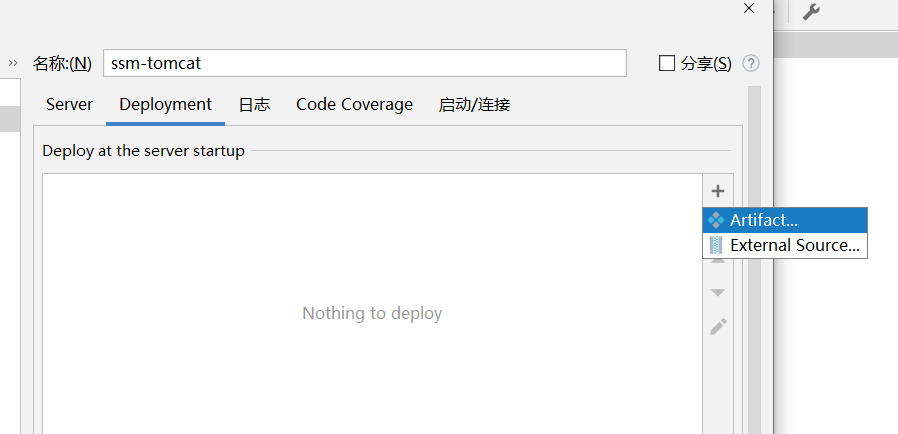 名称:(N) ssm-tomcat 分享(S) ?
Server Deployment 日志 Code Coverage 启动/连接
Deploy at the server startup
Artifact...
External Source...
Nothing to deploy